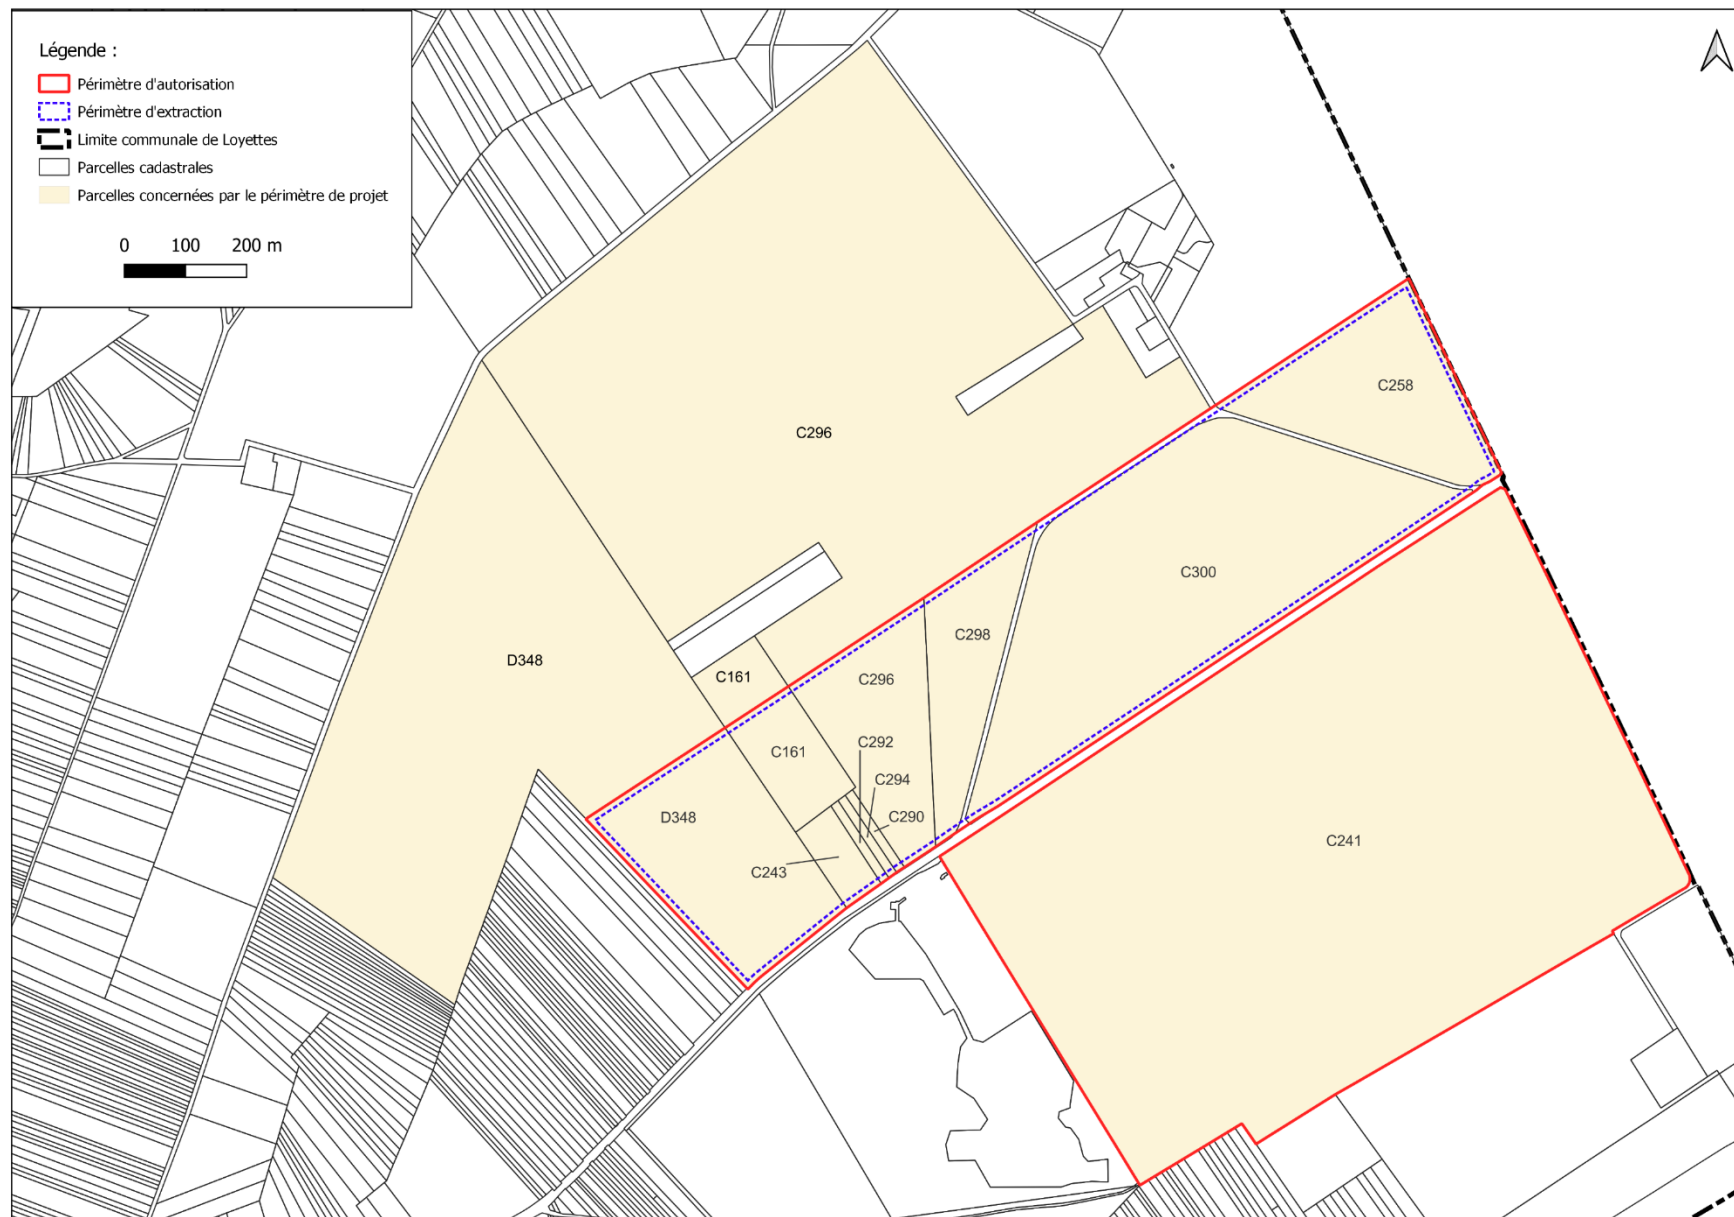 Légende :
Périmètre d'autorisation
Périmètre d'extraction
Limite communale de Loyettes
Parcelles cadastrales
Parcelles concernées par le périmètre de projet
0 100 200 m
C258
C296
C300
C298
D348
C161
C296
C292
C161
C294
D348
C290
C241
C243